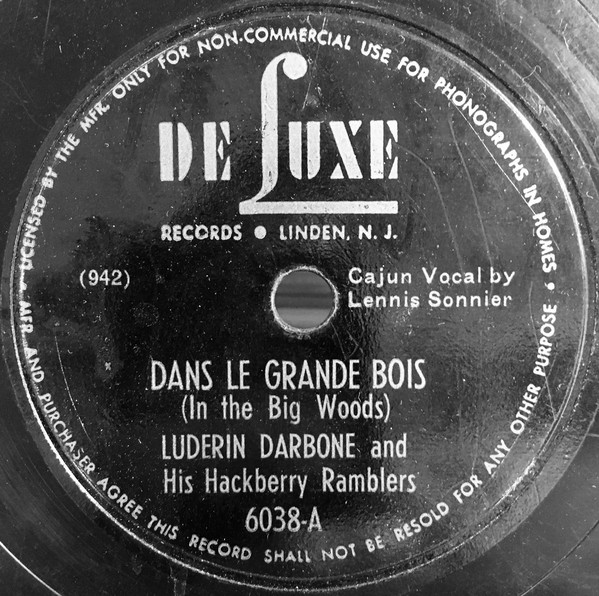 MFR. AND PURCHASER AGREE THIS RECORD SHALL NOT BE RESOLD FOR ANY OTHER PURPOSE • LICENSED BY THE MFR. ONLY FOR NON-COMMERCIAL USE FOR PHONOGRAPHS IN HOMES •
DE LUXE
RECORDS • LINDEN, N. J.
(942)
Cajun Vocal by
Lennis Sonnier
DANS LE GRANDE BOIS
(In the Big Woods)
LUDERIN DARBONE and
His Hackberry Ramblers
6038-A